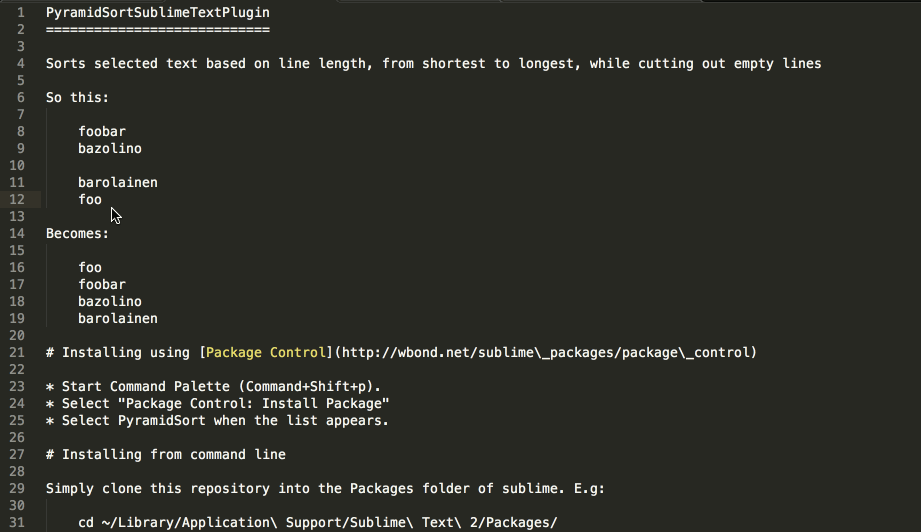 1 PyramidSortSublimeTextPlugin
2 ============================
3
4 Sorts selected text based on line length, from shortest to longest, while cutting out empty lines
5
6 So this:
7
8     foobar
9     bazolino
10
11     barolainen
12     foo
13
14 Becomes:
15
16     foo
17     foobar
18     bazolino
19     barolainen
20
21 # Installing using [Package Control](http://wbond.net/sublime\_packages/package\_control)
22
23 * Start Command Palette (Command+Shift+p).
24 * Select "Package Control: Install Package"
25 * Select PyramidSort when the list appears.
26
27 # Installing from command line
28
29 Simply clone this repository into the Packages folder of sublime. E.g:
30
31     cd ~/Library/Application\ Support/Sublime\ Text\ 2/Packages/